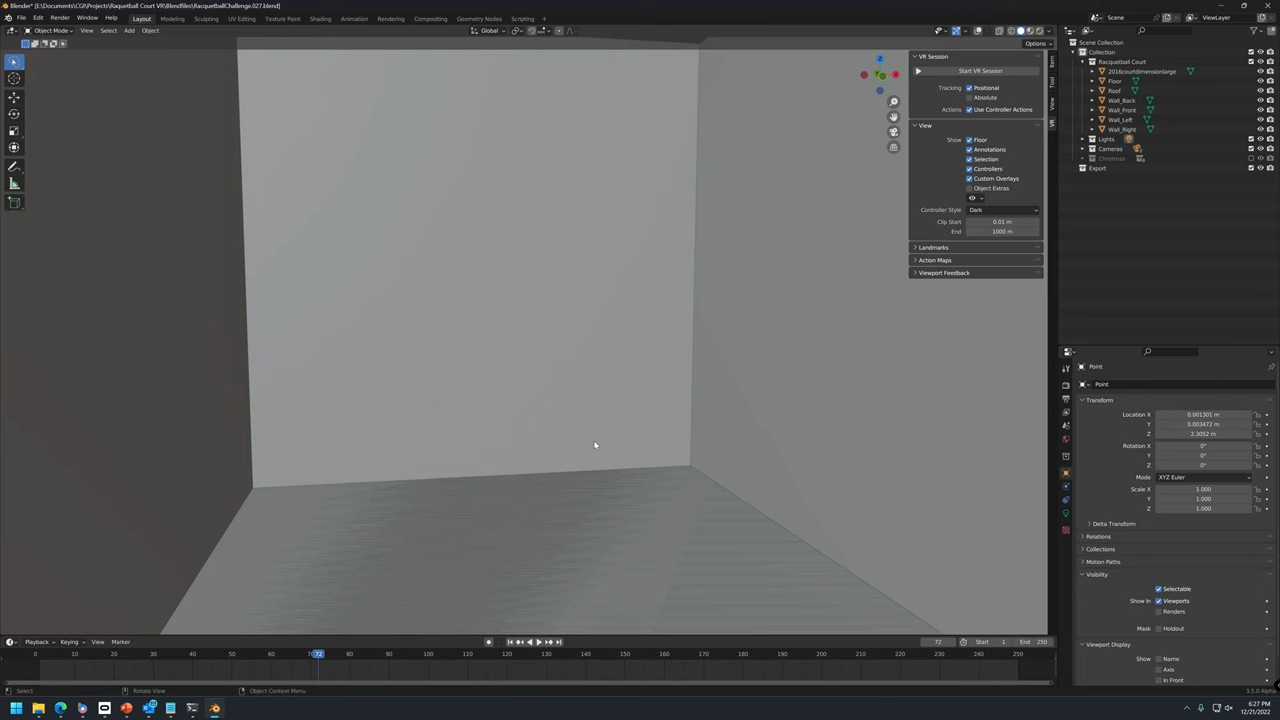 Blender* [E:\Documents\CGI\Projects\Raquetball Court VR\Blendfiles\RacquetballChallenge.027.blend]
File Edit Render Window Help Layout Modeling Sculpting UV Editing Texture Paint Shading Animation Rendering Compositing Geometry Nodes Scripting + Scene ViewLayer
Object Mode View Select Add Object Global
Options
VR Session
Start VR Session
Tracking Positional
Absolute
Actions Use Controller Actions
View
Show Floor
Annotations
Selection
Controllers
Custom Overlays
Object Extras
Controller Style Dark
Clip Start 0.01 m
End 1000 m
Landmarks
Action Maps
Viewport Feedback
Item
Tool
View
VR
Scene Collection
Collection
Racquetball Court
2016courtdimensionlarge
Floor
Roof
Wall_Back
Wall_Front
Wall_Left
Wall_Right
Lights
Cameras
Christmas
Export
Point
Point
Transform
Location X 0.001301 m
Y 0.003472 m
Z 2.3052 m
Rotation X 0°
Y 0°
Z 0°
Mode XYZ Euler
Scale X 1.000
Y 1.000
Z 1.000
Delta Transform
Relations
Collections
Motion Paths
Visibility
Selectable
Show In Viewports
Renders
Mask Holdout
Viewport Display
Show Name
Axis
In Front
Playback Keying View Marker 72 Start 1 End 250
0 10 20 30 40 50 60 72 80 90 100 110 120 130 140 150 160 170 180 190 200 210 220 230 240 250
Select Rotate View Object Context Menu 3.5.0 Alpha
6:27 PM
12/21/2022